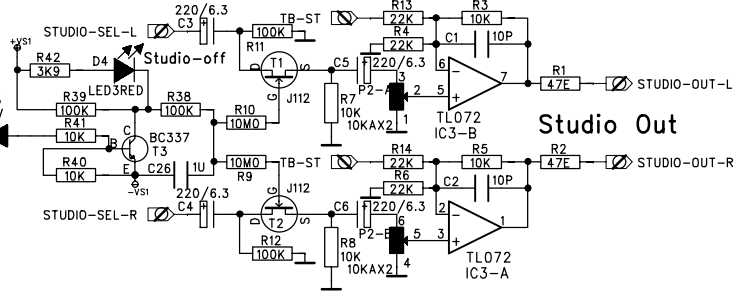 220/6.3
TB-ST
R13
22K
R3
10K
STUDIO-SEL-L
C3
100K
R11
R4
22K
C1
10P
+VS1
R42
3K9
D4
Studio-off
LED3RED
D
T1
S
G
J112
C5
220/6.3
P2-A
3
2
1
6
5
7
R1
47E
STUDIO-OUT-L
TL072
IC3-B
R39
100K
R38
100K
R10
10M0
R7
10K
10KAX2
R41
10K
B
C
E
BC337
T3
Studio Out
R40
10K
C26
1U
-VS1
10M0
R9
TB-ST
R14
22K
R5
10K
R2
47E
STUDIO-OUT-R
R6
22K
C2
10P
220/6.3
STUDIO-SEL-R
C4
G
J112
D
T2
S
C6
220/6.3
P2-B
6
5
4
2
3
1
R12
100K
R8
10K
10KAX2
TL072
IC3-A